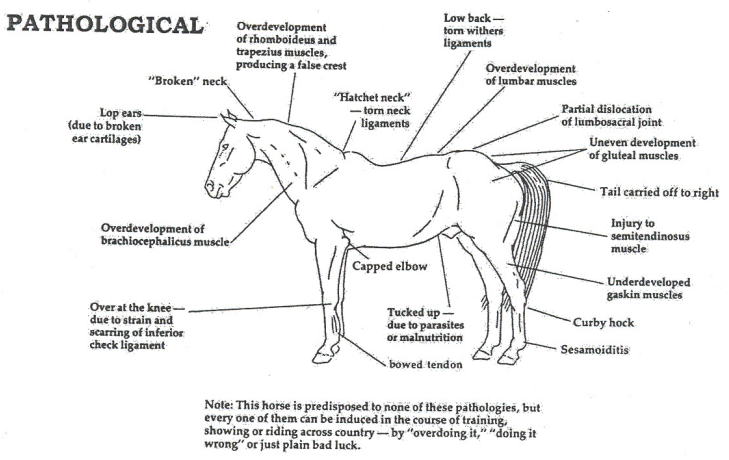 PATHOLOGICAL
Overdevelopment
of rhomboideus and
trapezius muscles,
producing a false crest
Low back —
torn withers
ligaments
"Broken" neck
Overdevelopment
of lumbar muscles
"Hatchet neck"
— torn neck
ligaments
Lop ears
(due to broken
ear cartilages)
Partial dislocation
of lumbosacral joint
Uneven development
of gluteal muscles
Tail carried off to right
Overdevelopment of
brachiocephalicus muscle
Injury to
semitendinosus
muscle
Capped elbow
Underdeveloped
gaskin muscles
Over at the knee —
due to strain and
scarring of inferior
check ligament
Tucked up —
due to parasites
or malnutrition
Curby hock
Sesamoiditis
bowed tendon
Note: This horse is predisposed to none of these pathologies, but
every one of them can be induced in the course of training,
showing or riding across country — by "overdoing it," "doing it
wrong" or just plain bad luck.